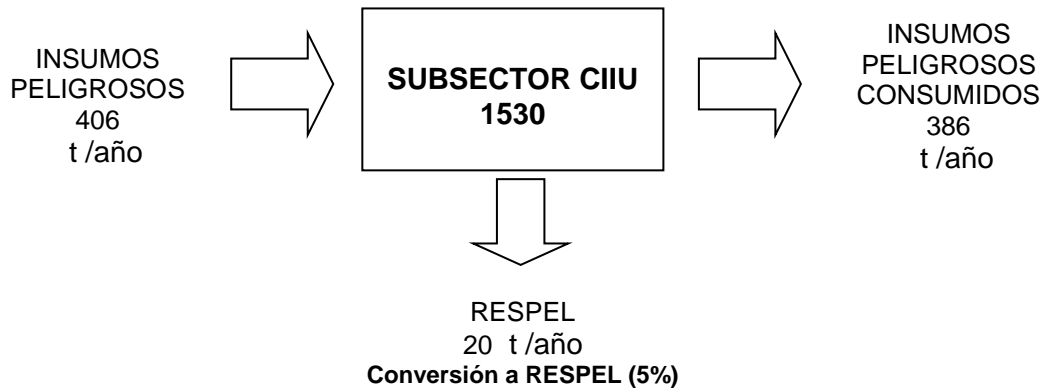 INSUMOS
PELIGROSOS
406
t /año
SUBSECTOR CIIU
1530
INSUMOS
PELIGROSOS
CONSUMIDOS
386
t /año
RESPEL
20 t /año
Conversión a RESPEL (5%)